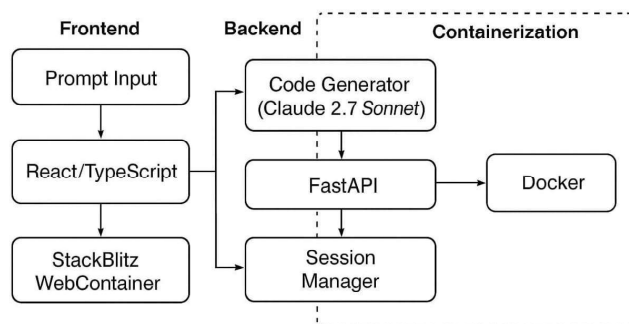 Frontend
Backend
Containerization
Prompt Input
React/TypeScript
StackBlitz
WebContainer
Code Generator
(Claude 2.7 Sonnet)
FastAPI
Session
Manager
Docker